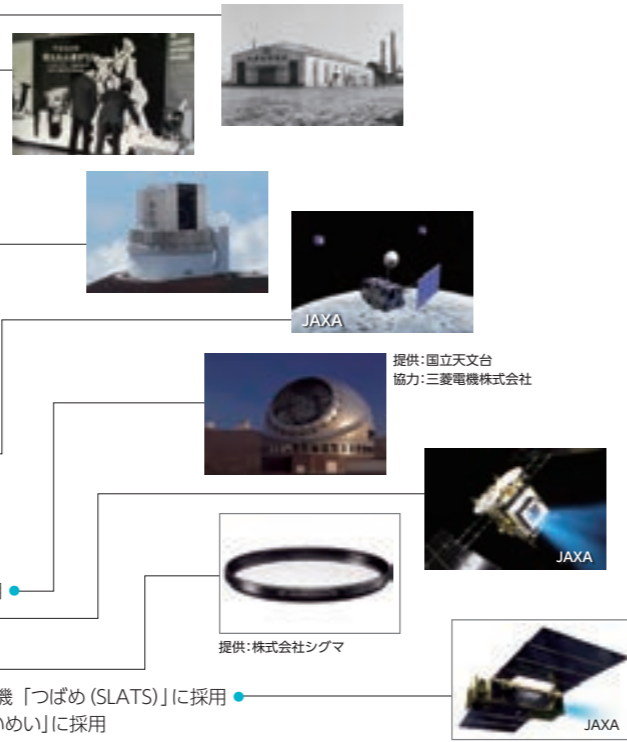 JAXA
提供:国立天文台
協力:三菱電機株式会社
JAXA
提供:株式会社シグマ
機「つばめ (SLATS)」に採用
めい」に採用
JAXA